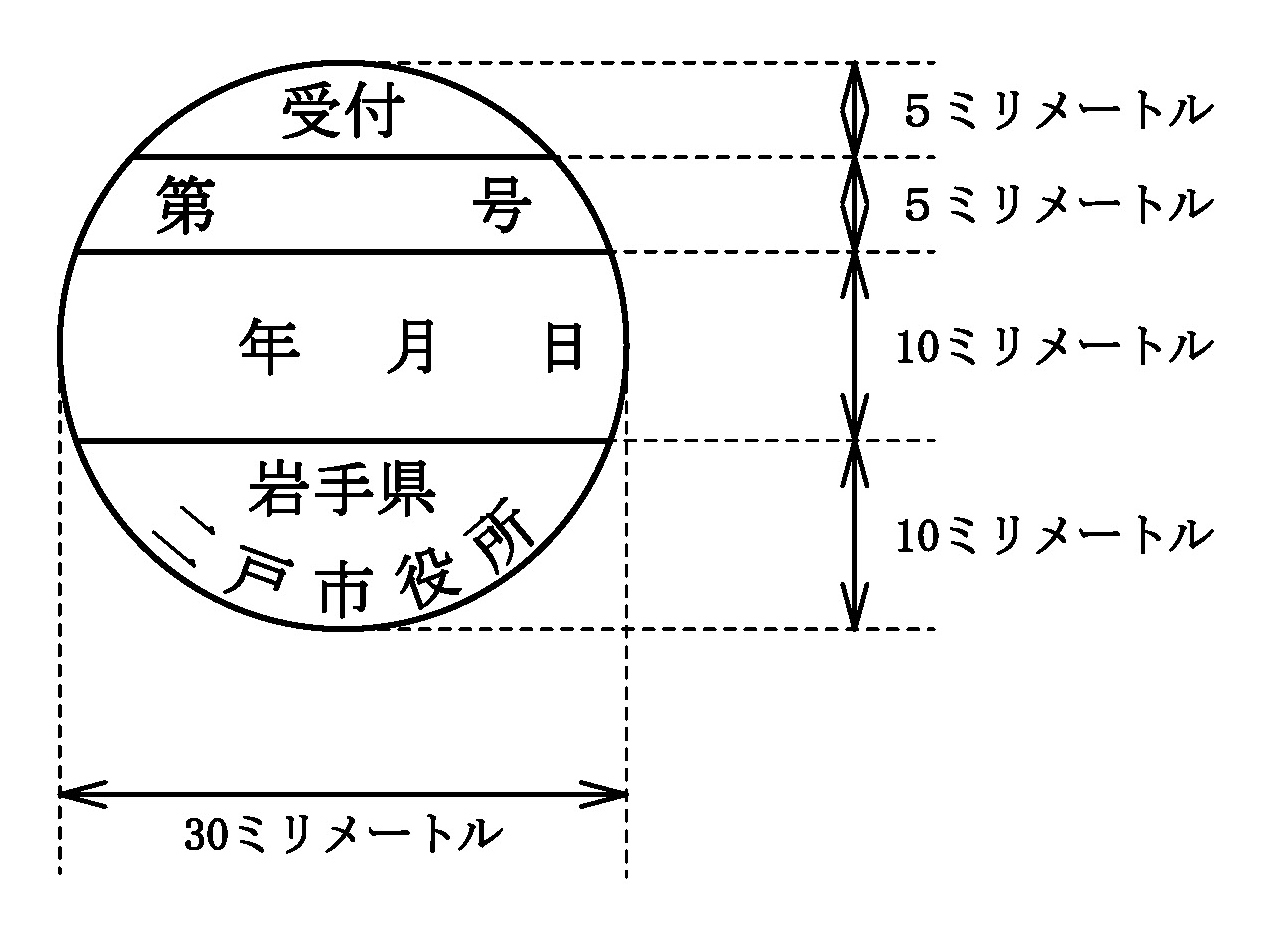 受付
5ミリメートル
第　号
5ミリメートル
年　月　日
10ミリメートル
岩手県
二戸市役所
10ミリメートル
30ミリメートル